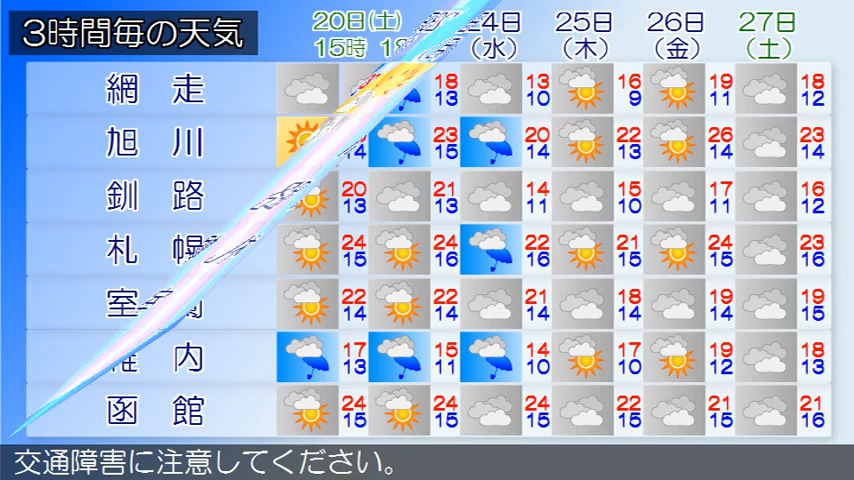 3時間毎の天気
20日(土) 24日 25日 26日 27日
15時 18 (水) (木) (金) (土)
網走 18 13 13 10 16 9 19 11 18 12
旭川 14 23 15 20 14 22 13 26 14 23 14
釧路 20 13 21 13 14 11 15 10 17 11 16 12
札幌 24 15 24 16 22 16 21 15 24 15 23 16
室蘭 22 14 22 14 21 14 18 14 19 14 19 15
稚内 17 13 15 11 14 10 17 10 19 12 18 13
函館 24 15 24 15 24 15 22 15 21 15 21 16
交通障害に注意してください。